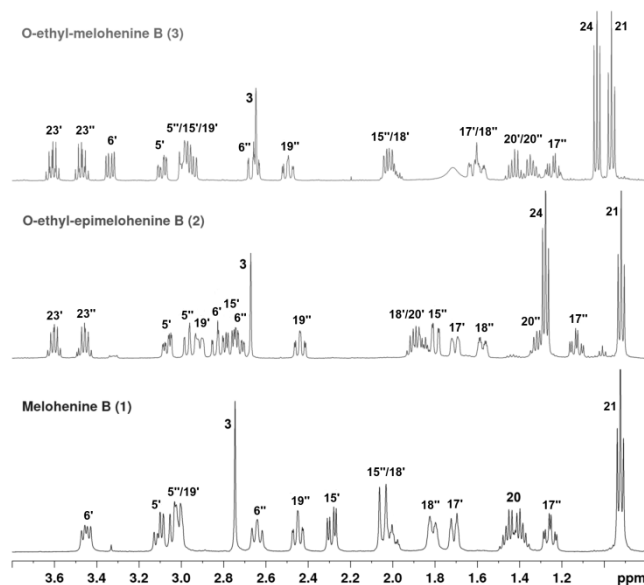 24
21
O-ethyl-melohenine B (3)
3
23' 23'' 6' 5' 5''/15'/19' 6'' 19'' 15''/18' 17'/18'' 20'/20'' 17''
O-ethyl-epimelohenine B (2)
24
21
3
23' 23'' 5' 5'' 19' 6' 15' 6'' 19'' 18'/20' 15'' 17' 18'' 20'' 17''
Melohenine B (1)
21
3
6' 5' 5''/19' 6'' 19'' 15' 15''/18' 18'' 17' 20 17''
3.6 3.4 3.2 3.0 2.8 2.6 2.4 2.2 2.0 1.8 1.6 1.4 1.2 PPM